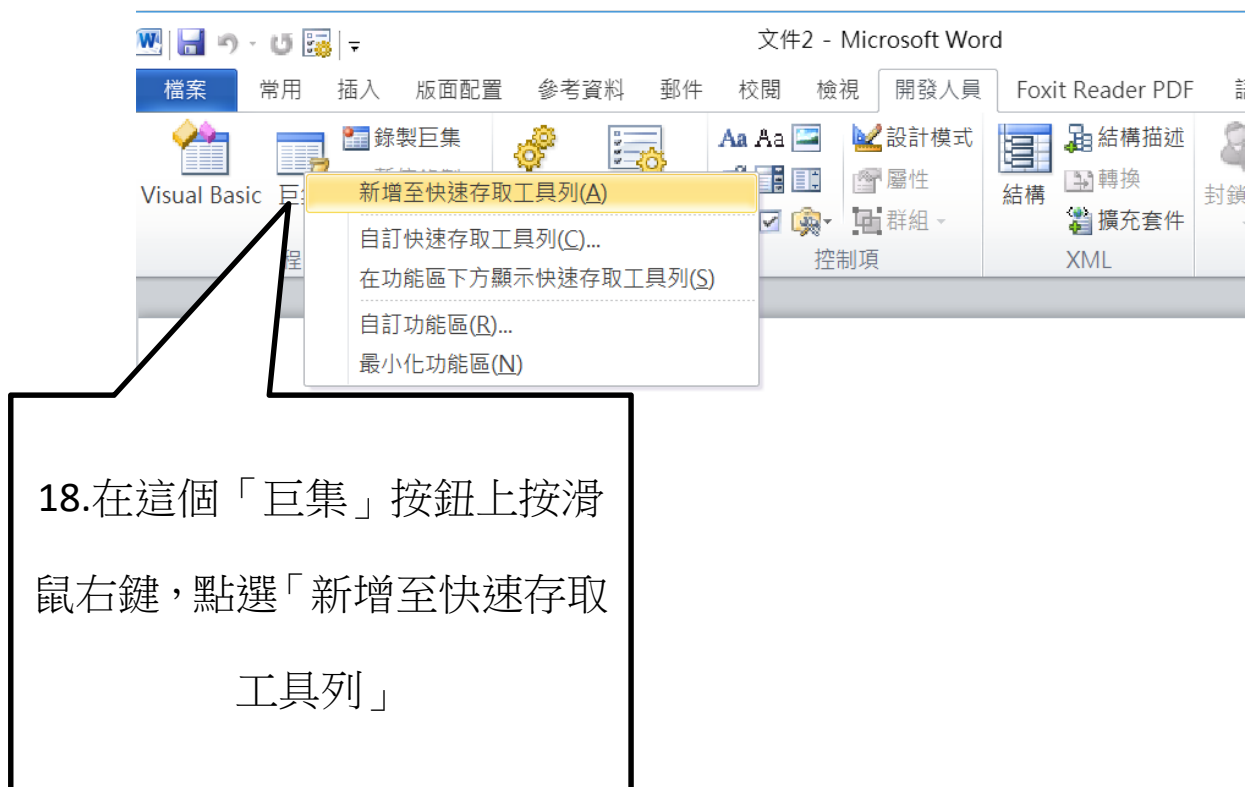 文件2 - Microsoft Word
檔案 常用 插入 版面配置 參考資料 郵件 校閱 檢視 開發人員 Foxit Reader PDF
錄製巨集 Aa Aa 設計模式 結構描述
Visual Basic 屬性 結構 轉換
新增至快速存取工具列(A)
群組 擴充套件
自訂快速存取工具列(C)...
控制項 XML
在功能區下方顯示快速存取工具列(S)
自訂功能區(R)...
最小化功能區(N)
18.在這個「巨集」按鈕上按滑
鼠右鍵，點選「新增至快速存取
工具列」